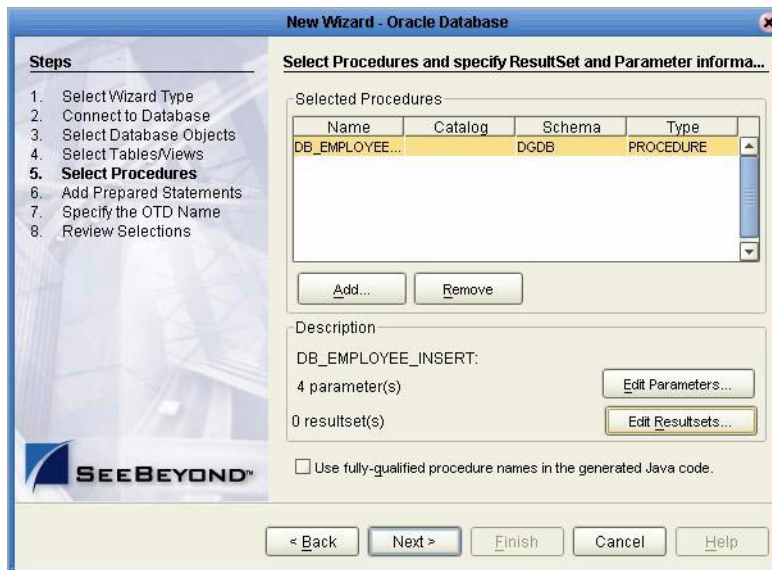 New Wizard - Oracle Database
Steps
1. Select Wizard Type
2. Connect to Database
3. Select Database Objects
4. Select Tables/Views
5. Select Procedures
6. Add Prepared Statements
7. Specify the OTD Name
8. Review Selections
SEEBEYOND™
Select Procedures and specify ResultSet and Parameter informa...
Selected Procedures
Name Catalog Schema Type
DB_EMPLOYEE... DGDB PROCEDURE
Add... Remove
Description
DB_EMPLOYEE_INSERT:
4 parameter(s) Edit Parameters...
0 resultset(s) Edit Resultsets...
Use fully-qualified procedure names in the generated Java code.
< Back Next > Finish Cancel Help